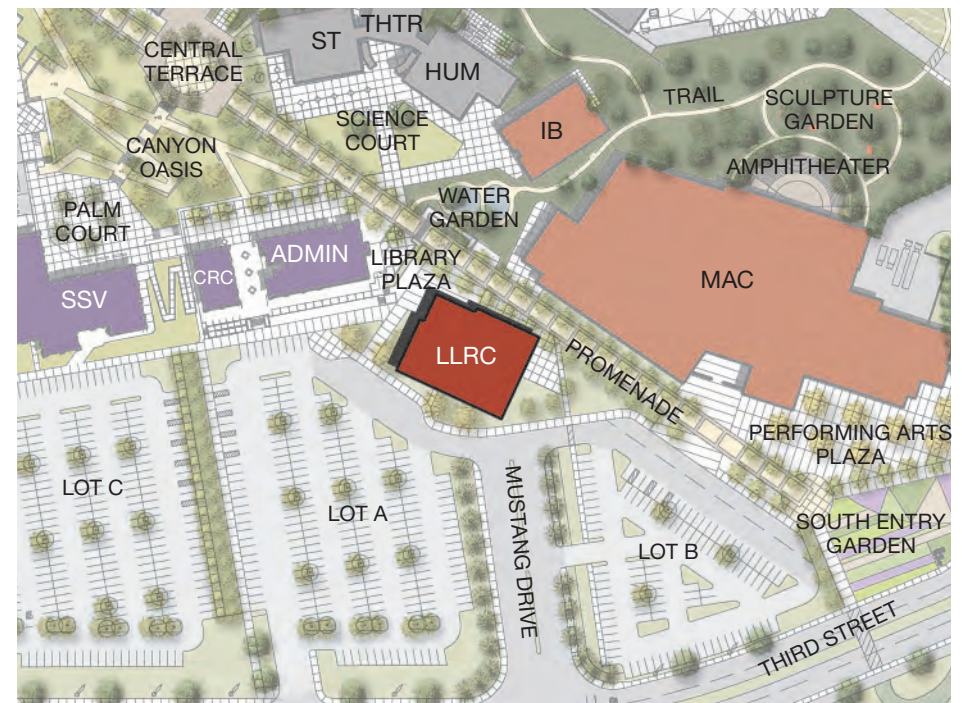 THTR
ST
CENTRAL
TERRACE
HUM
TRAIL
SCULPTURE
GARDEN
SCIENCE
COURT
IB
CANYON
OASIS
AMPHITHEATER
WATER
GARDEN
PALM
COURT
ADMIN
LIBRARY
PLAZA
CRC
MAC
SSV
LLRC
PROMENADE
PERFORMING ARTS
PLAZA
LOT C
LOT A
MUSTANG DRIVE
SOUTH ENTRY
GARDEN
LOT B
THIRD STREET